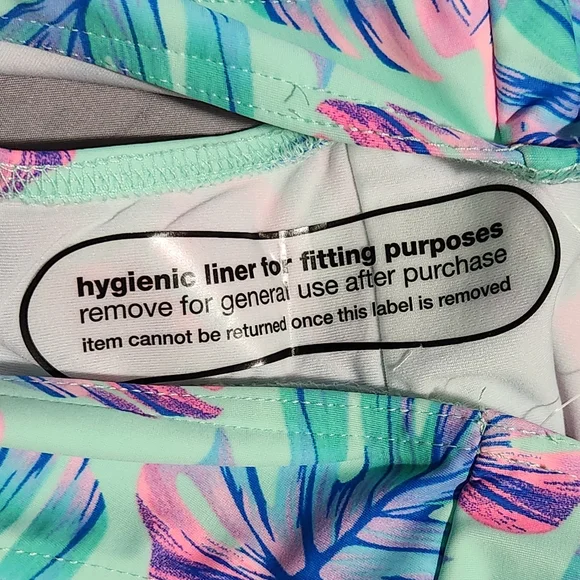 hygienic liner for fitting purposes
remove for general use after purchase
item cannot be returned once this label is removed